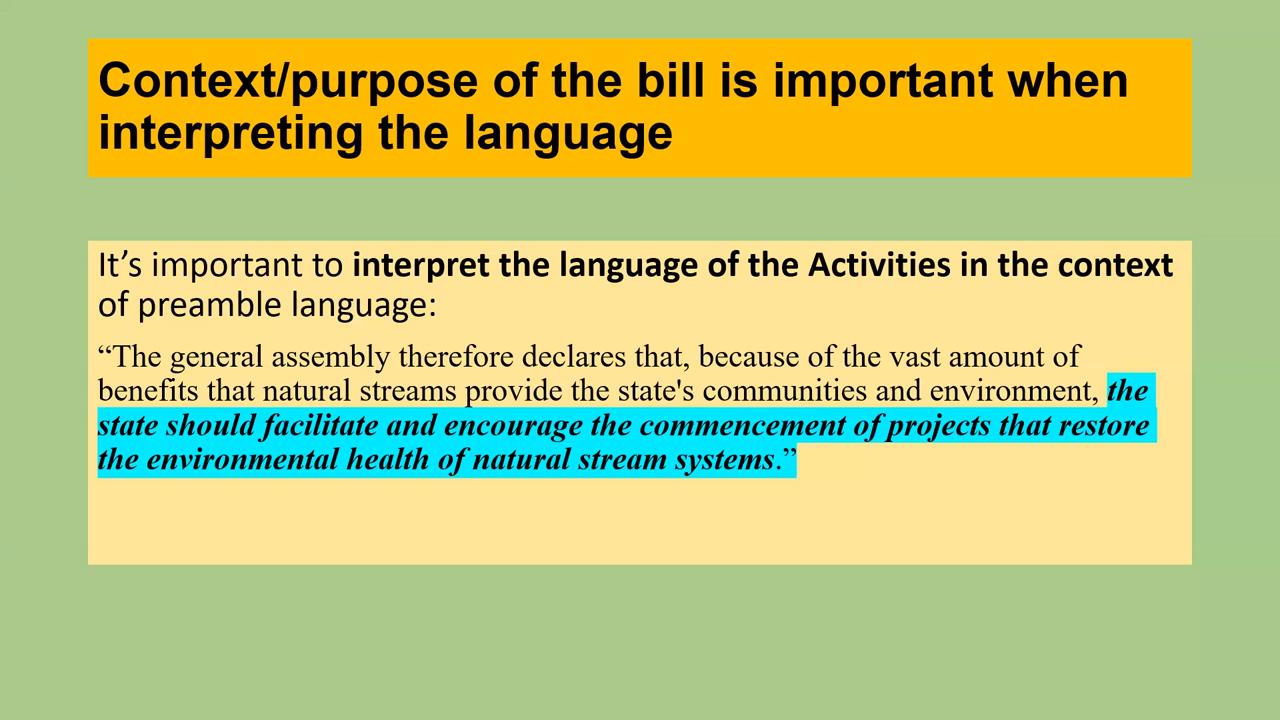 Context/purpose of the bill is important when
interpreting the language
It’s important to interpret the language of the Activities in the context
of preamble language:
“The general assembly therefore declares that, because of the vast amount of
benefits that natural streams provide the state's communities and environment, the
state should facilitate and encourage the commencement of projects that restore
the environmental health of natural stream systems.”